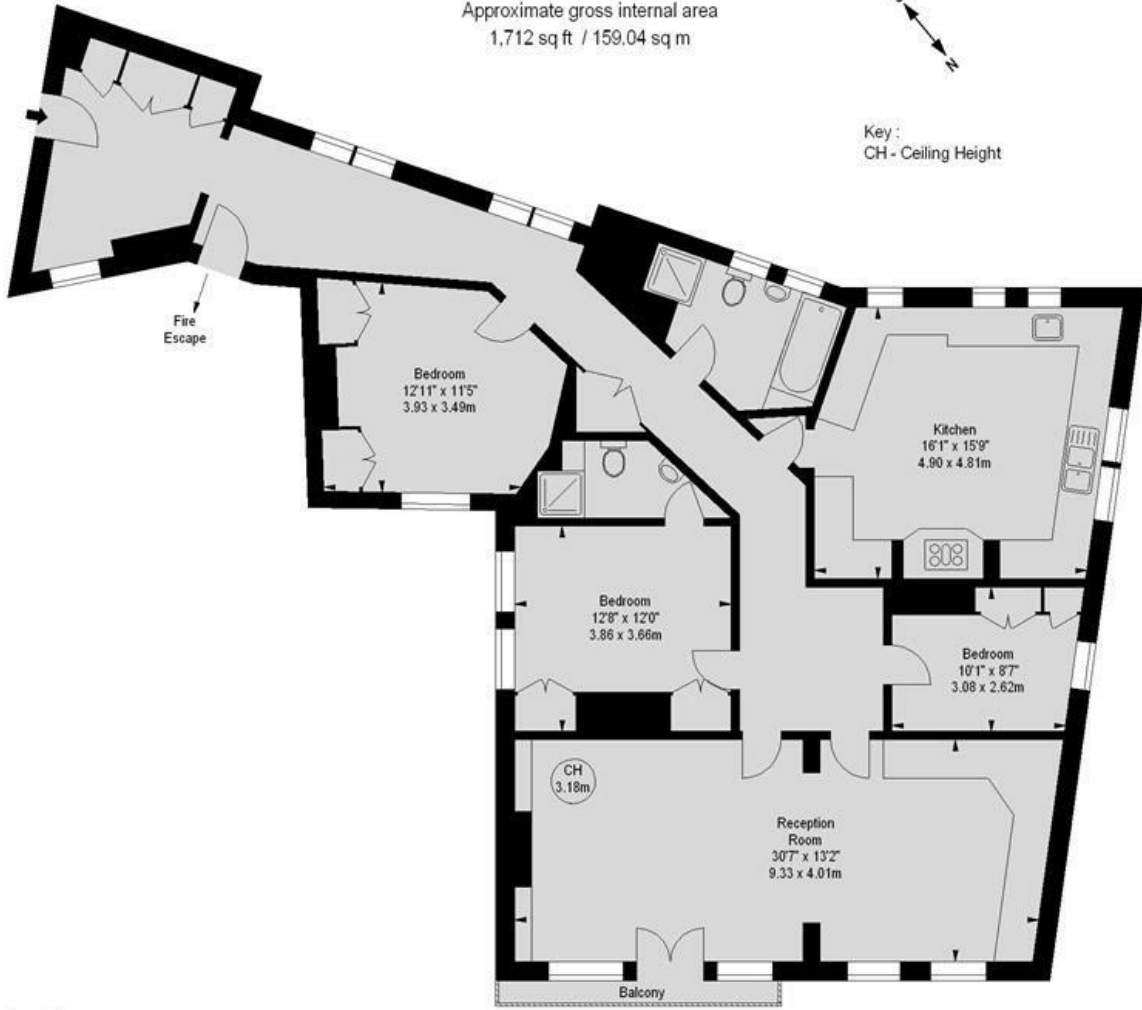 Approximate gross internal area
1,712 sq ft / 159.04 sq m
N
Key :
CH - Ceiling Height
Fire
Escape
Bedroom
12'11" x 11'5"
3.93 x 3.49m
Kitchen
16'1" x 15'9"
4.90 x 4.81m
Bedroom
12'8" x 12'0"
3.86 x 3.66m
Bedroom
10'1" x 8'7"
3.08 x 2.62m
CH
3.18m
Reception
Room
30'7" x 13'2"
9.33 x 4.01m
Balcony